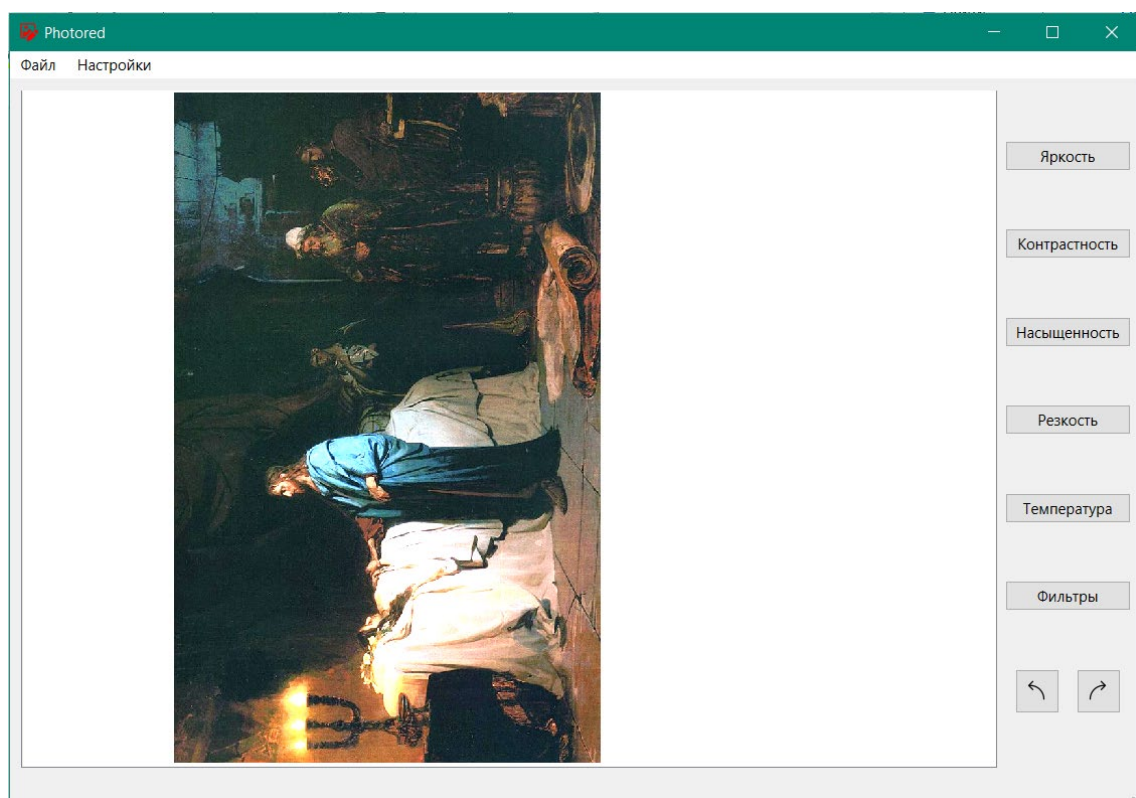 Photored
Файл Настройки
Яркость
Контрастность
Насыщенность
Резкость
Температура
Фильтры